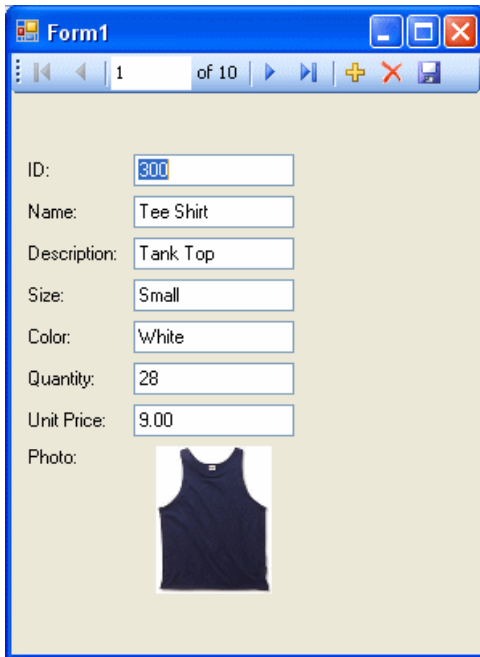 Form1
1 of 10
ID: 300
Name: Tee Shirt
Description: Tank Top
Size: Small
Color: White
Quantity: 28
Unit Price: 9.00
Photo: